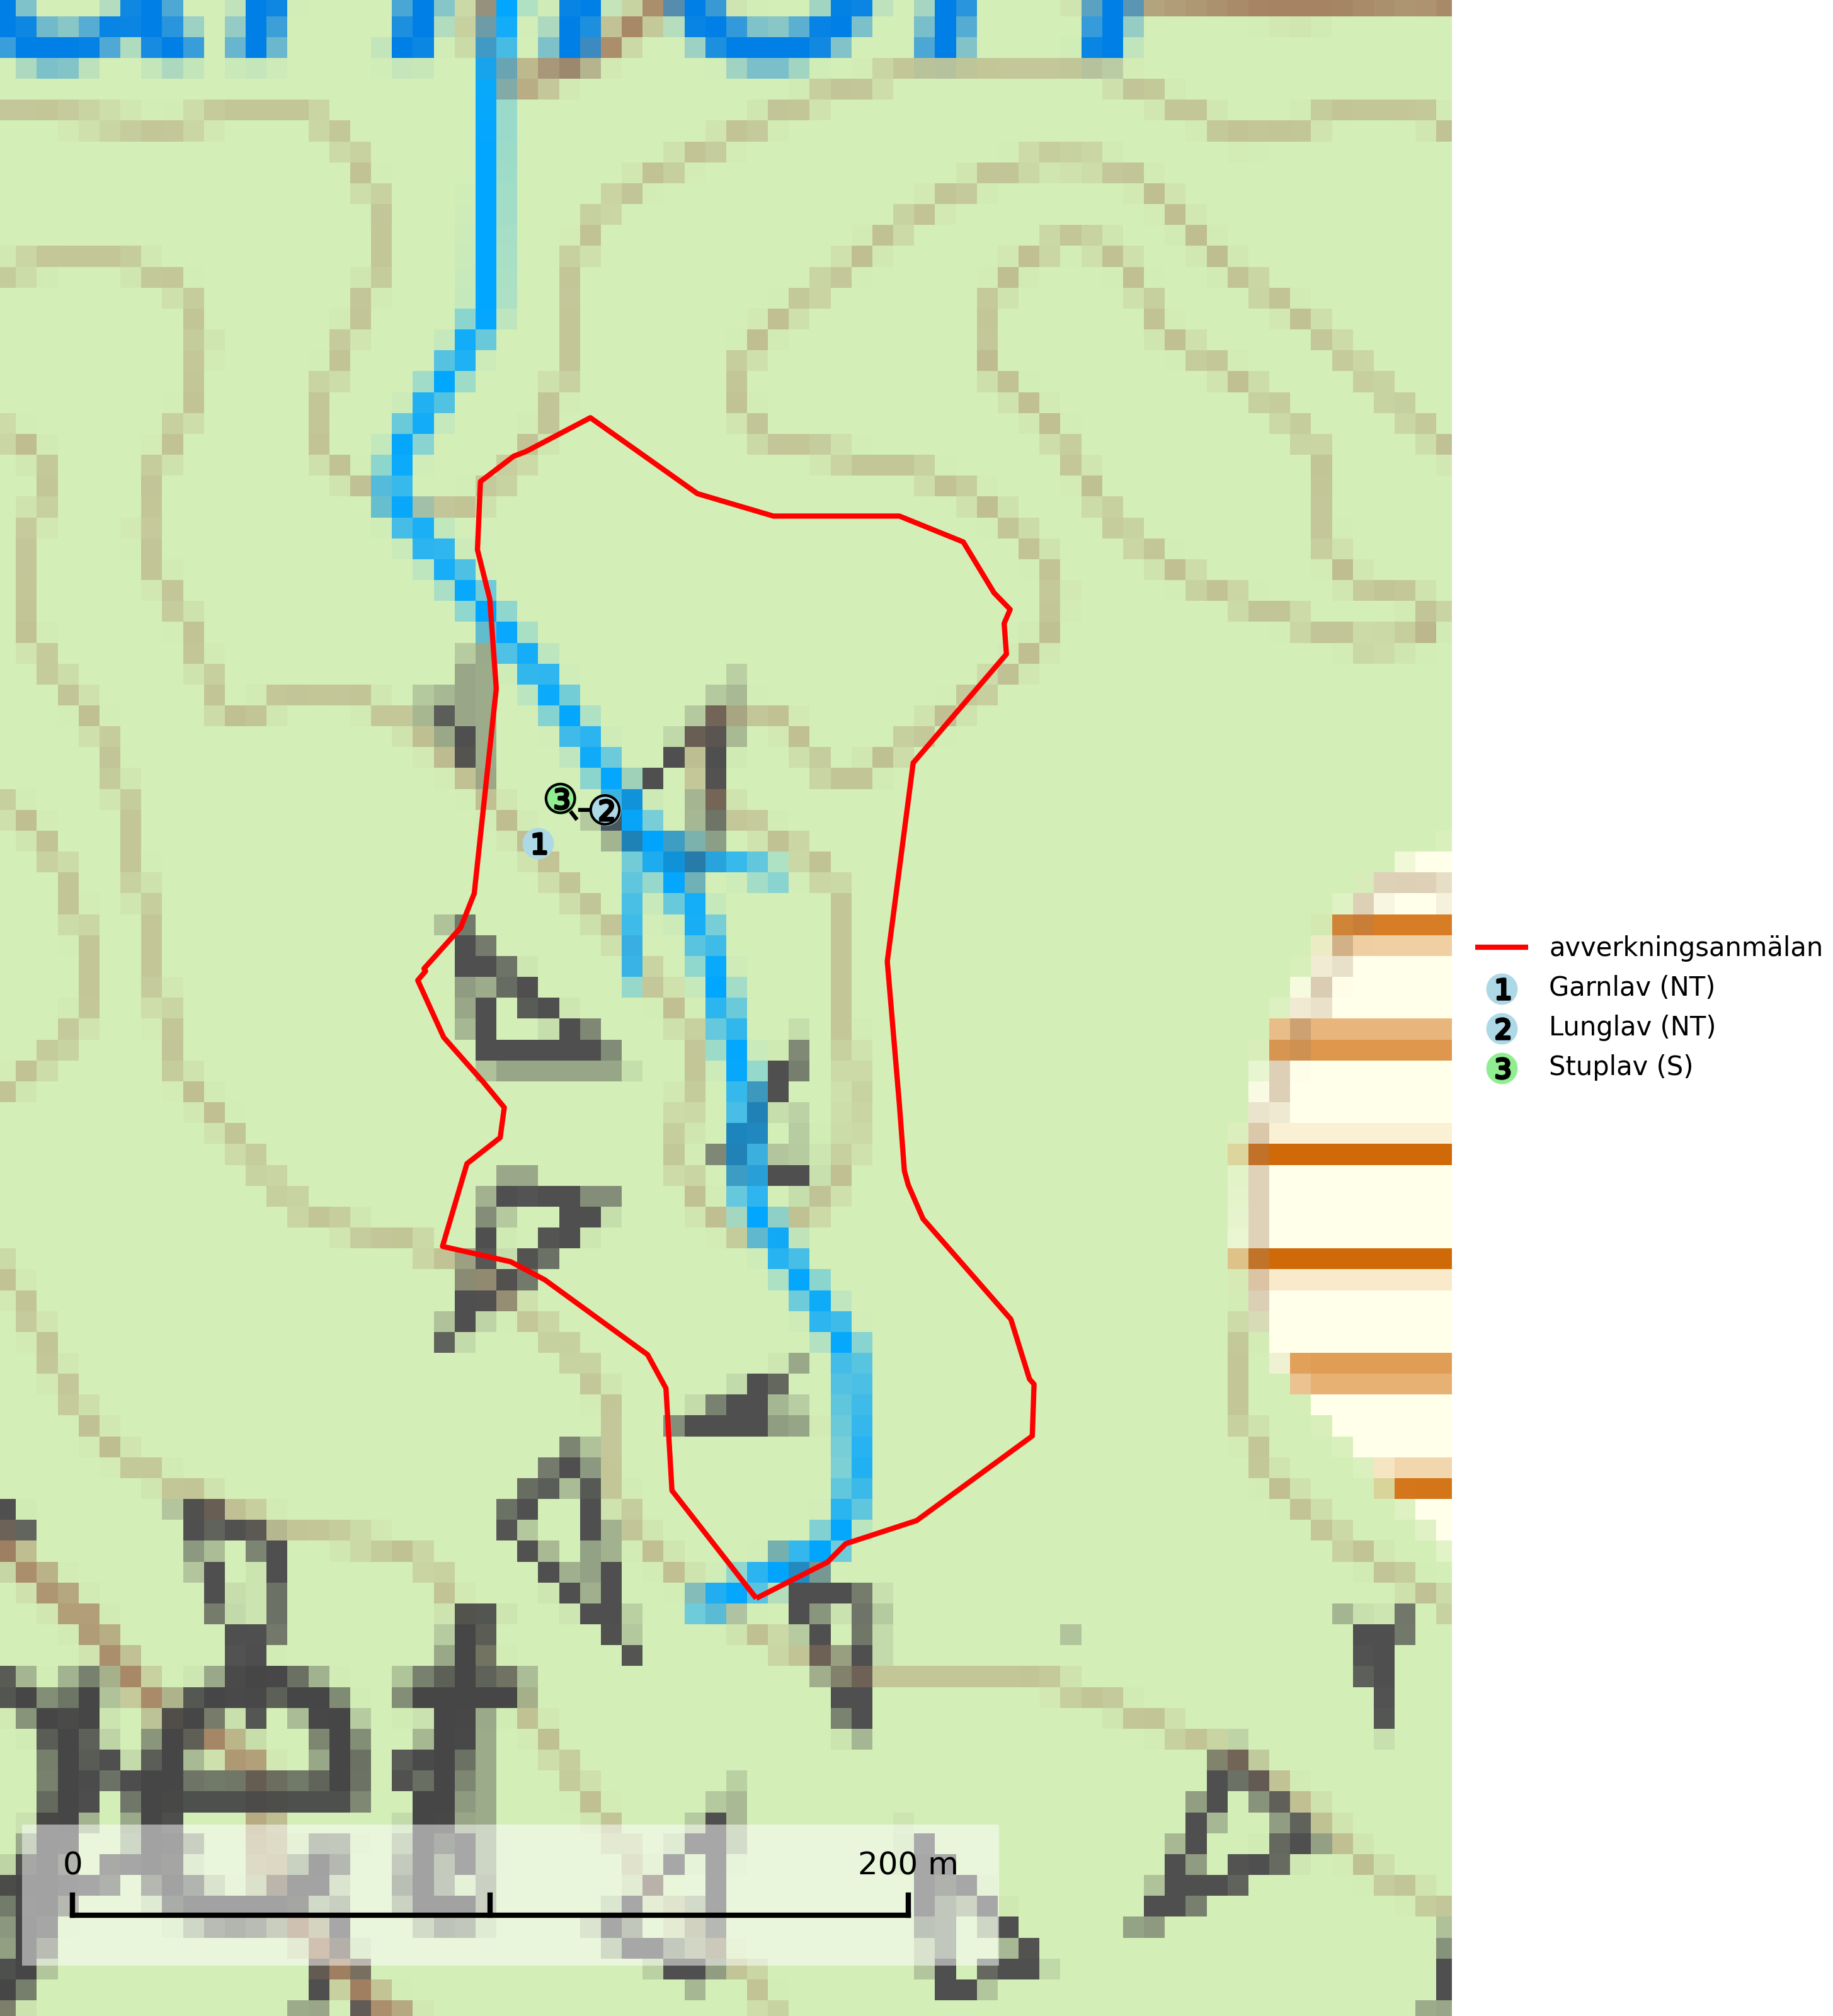 3
2
1
avverkningsanmälan
1 Garnlav (NT)
2 Lunglav (NT)
3 Stuplav (S)
0 200 m